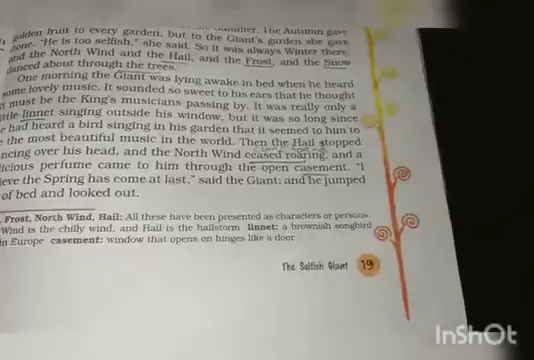 Summer. The Autumn gave
golden fruit to every garden, but to the Giant's garden she gave
none. "He is too selfish," she said. So it was always Winter there,
and the North Wind and the Hail, and the Frost, and the Snow
danced about through the trees.
One morning the Giant was lying awake in bed when he heard
some lovely music. It sounded so sweet to his ears that he thought
it must be the King's musicians passing by. It was really only a
ttle linnet singing outside his window, but it was so long since
e had heard a bird singing in his garden that it seemed to him to
e the most beautiful music in the world. Then the Hail stopped
ncing over his head, and the North Wind ceased roaring, and a
licious perfume came to him through the open casement. "I
ieve the Spring has come at last," said the Giant; and he jumped
of bed and looked out.
Frost, North Wind, Hail: All these have been presented as characters or persons.
Wind is the chilly wind, and Hail is the hailstorm linnet: a brownish songbird
in Europe casement: window that opens on hinges like a door
The Selfish Giant 19
InShOt